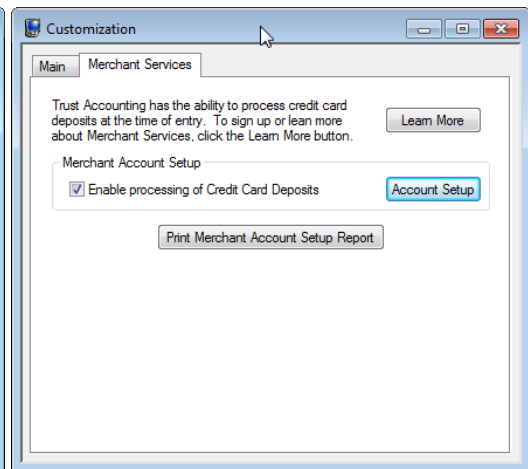 Customization
Main
Merchant Services
Trust Accounting has the ability to process credit card
deposits at the time of entry.  To sign up or lean more
about Merchant Services, click the Learn More button.
Learn More
Merchant Account Setup
Enable processing of Credit Card Deposits
Account Setup
Print Merchant Account Setup Report